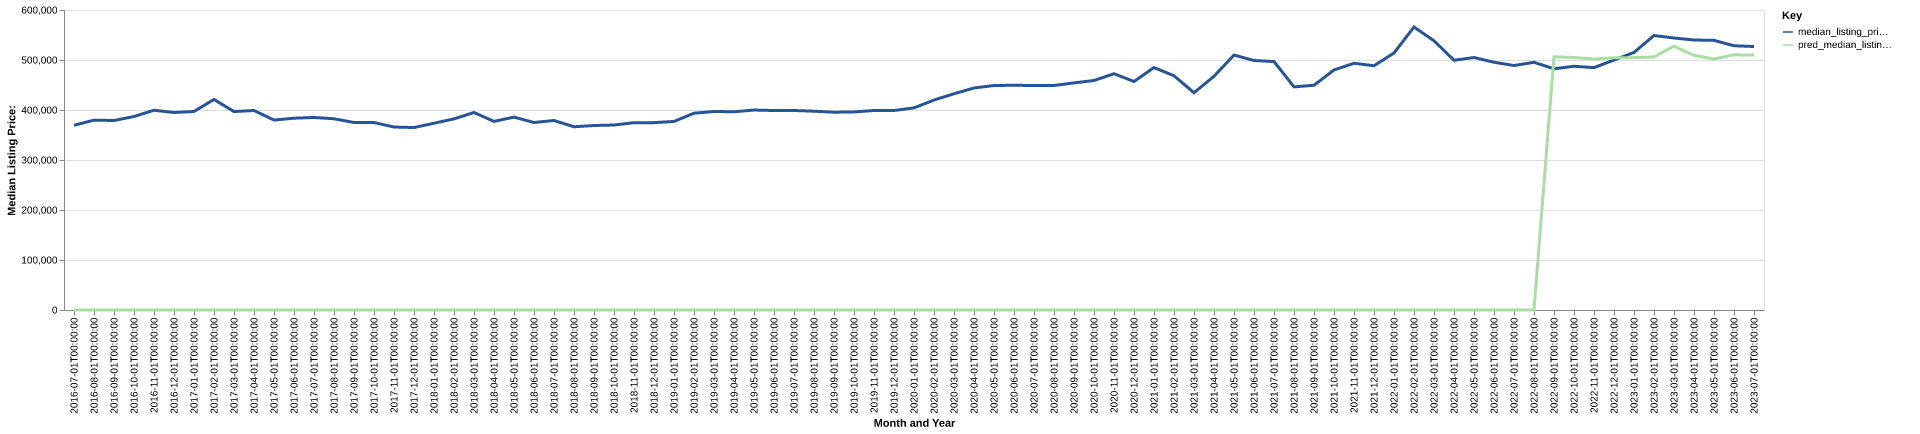 600,000
500,000
400,000
300,000
200,000
100,000
0
Median Listing Price:
Key
median_listing_pri…
pred_median_listin…
2016-07-01T00:00:00
2016-08-01T00:00:00
2016-09-01T00:00:00
2016-10-01T00:00:00
2016-11-01T00:00:00
2016-12-01T00:00:00
2017-01-01T00:00:00
2017-02-01T00:00:00
2017-03-01T00:00:00
2017-04-01T00:00:00
2017-05-01T00:00:00
2017-06-01T00:00:00
2017-07-01T00:00:00
2017-08-01T00:00:00
2017-09-01T00:00:00
2017-10-01T00:00:00
2017-11-01T00:00:00
2017-12-01T00:00:00
2018-01-01T00:00:00
2018-02-01T00:00:00
2018-03-01T00:00:00
2018-04-01T00:00:00
2018-05-01T00:00:00
2018-06-01T00:00:00
2018-07-01T00:00:00
2018-08-01T00:00:00
2018-09-01T00:00:00
2018-10-01T00:00:00
2018-11-01T00:00:00
2018-12-01T00:00:00
2019-01-01T00:00:00
2019-02-01T00:00:00
2019-03-01T00:00:00
2019-04-01T00:00:00
2019-05-01T00:00:00
2019-06-01T00:00:00
2019-07-01T00:00:00
2019-08-01T00:00:00
2019-09-01T00:00:00
2019-10-01T00:00:00
2019-11-01T00:00:00
2019-12-01T00:00:00
2020-01-01T00:00:00
2020-02-01T00:00:00
2020-03-01T00:00:00
2020-04-01T00:00:00
2020-05-01T00:00:00
2020-06-01T00:00:00
2020-07-01T00:00:00
2020-08-01T00:00:00
2020-09-01T00:00:00
2020-10-01T00:00:00
2020-11-01T00:00:00
2020-12-01T00:00:00
2021-01-01T00:00:00
2021-02-01T00:00:00
2021-03-01T00:00:00
2021-04-01T00:00:00
2021-05-01T00:00:00
2021-06-01T00:00:00
2021-07-01T00:00:00
2021-08-01T00:00:00
2021-09-01T00:00:00
2021-10-01T00:00:00
2021-11-01T00:00:00
2021-12-01T00:00:00
2022-01-01T00:00:00
2022-02-01T00:00:00
2022-03-01T00:00:00
2022-04-01T00:00:00
2022-05-01T00:00:00
2022-06-01T00:00:00
2022-07-01T00:00:00
2022-08-01T00:00:00
2022-09-01T00:00:00
2022-10-01T00:00:00
2022-11-01T00:00:00
2022-12-01T00:00:00
2023-01-01T00:00:00
2023-02-01T00:00:00
2023-03-01T00:00:00
2023-04-01T00:00:00
2023-05-01T00:00:00
2023-06-01T00:00:00
2023-07-01T00:00:00
Month and Year